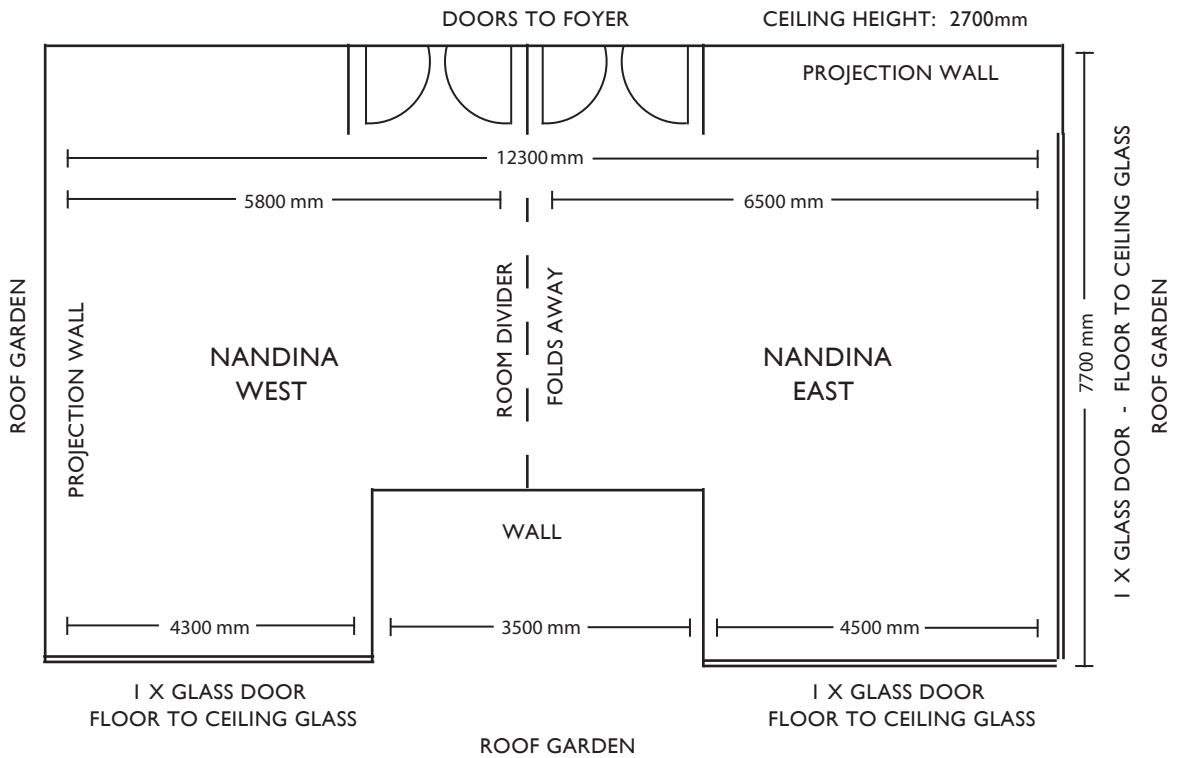 DOORS TO FOYER
CEILING HEIGHT: 2700mm
PROJECTION WALL
12300mm
5800 mm
6500 mm
ROOF GARDEN
PROJECTION WALL
NANDINA
WEST
ROOM DIVIDER
FOLDS AWAY
NANDINA
EAST
7700 mm
1 X GLASS DOOR - FLOOR TO CEILING GLASS
ROOF GARDEN
WALL
4300 mm
3500 mm
4500 mm
1 X GLASS DOOR
FLOOR TO CEILING GLASS
1 X GLASS DOOR
FLOOR TO CEILING GLASS
ROOF GARDEN